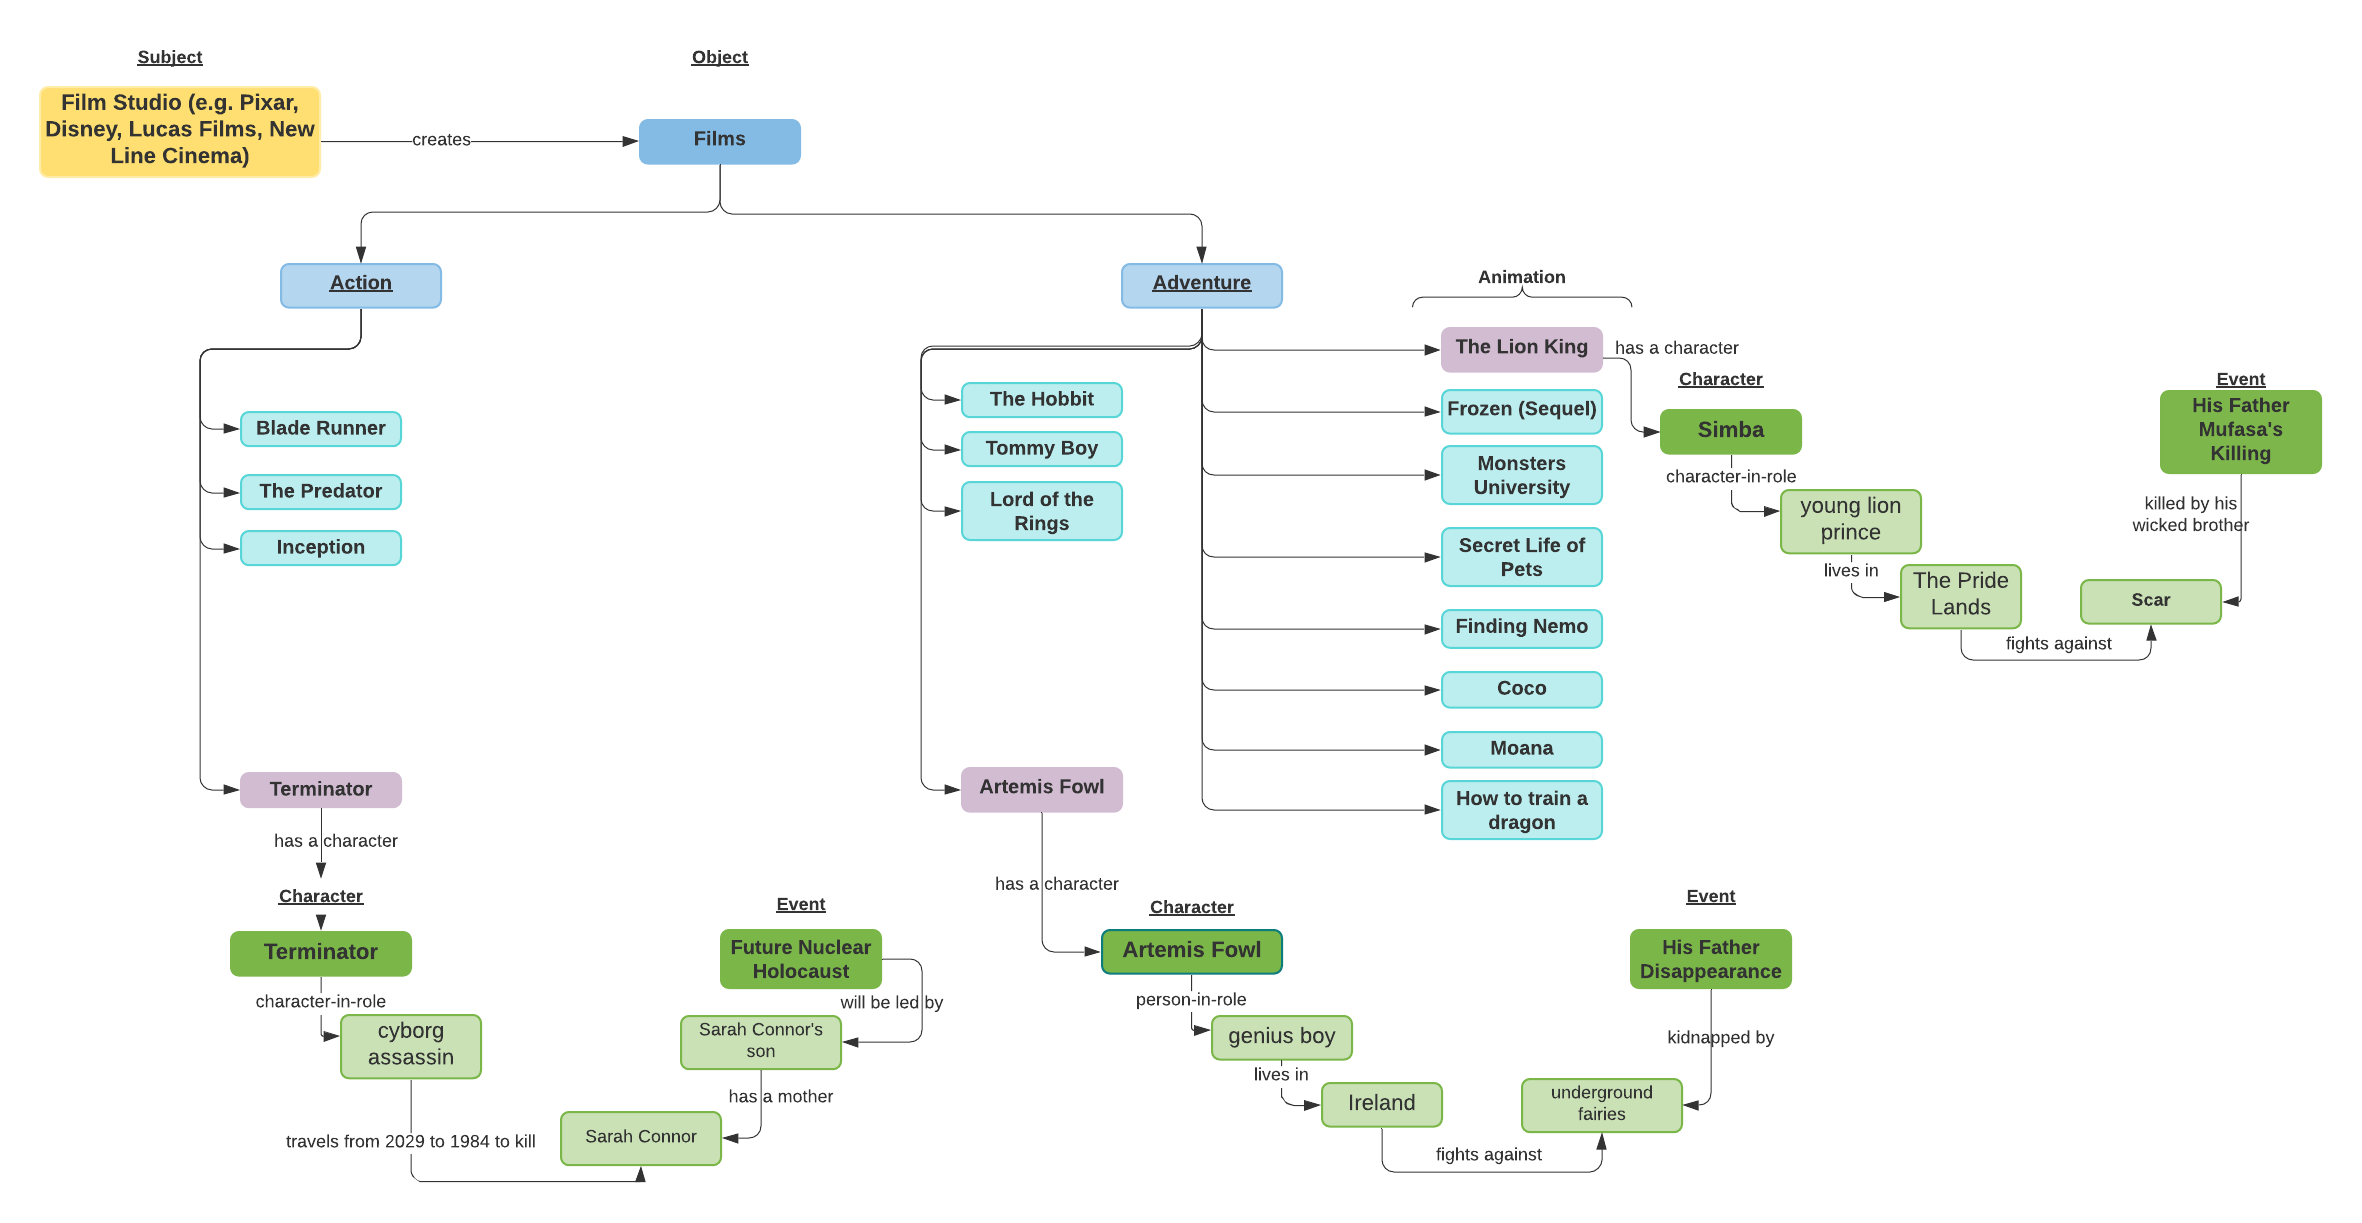 Subject
Object
Film Studio (e.g. Pixar,
Disney, Lucas Films, New
Line Cinema)
creates
Films
Action
Adventure
Animation
Blade Runner
The Predator
Inception
Terminator
has a character
Character
Terminator
character-in-role
cyborg
assassin
travels from 2029 to 1984 to kill
Event
Future Nuclear
Holocaust
will be led by
Sarah Connor's
son
has a mother
Sarah Connor
The Hobbit
Tommy Boy
Lord of the
Rings
Artemis Fowl
has a character
Character
Artemis Fowl
person-in-role
genius boy
lives in
Ireland
fights against
Event
His Father
Disappearance
kidnapped by
underground
fairies
The Lion King
Frozen (Sequel)
Monsters
University
Secret Life of
Pets
Finding Nemo
Coco
Moana
How to train a
dragon
has a character
Character
Simba
character-in-role
young lion
prince
lives in
The Pride
Lands
fights against
Event
His Father
Mufasa's
Killing
killed by his
wicked brother
Scar